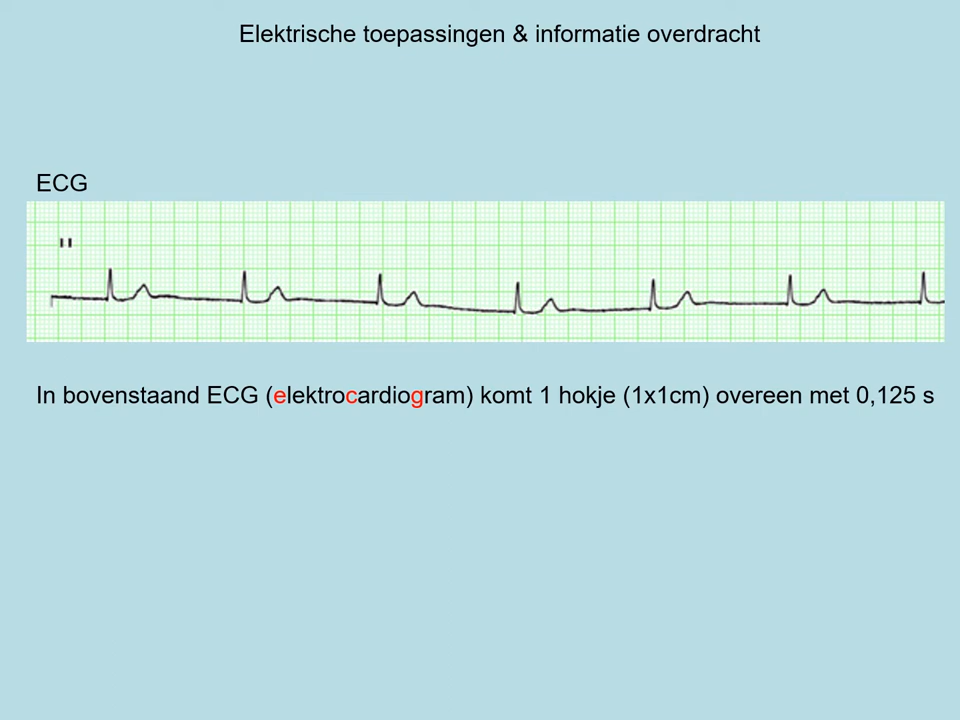 Elektrische toepassingen & informatie overdracht
ECG
II
In bovenstaand ECG (elektrocardiogram) komt 1 hokje (1x1cm) overeen met 0,125 s